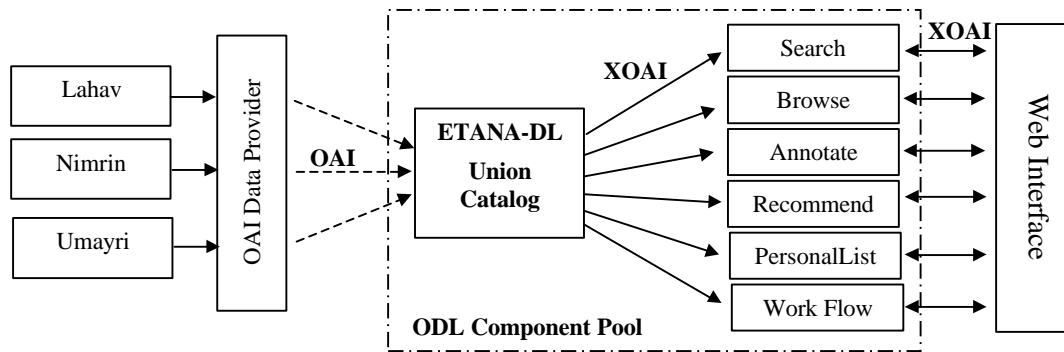 Lahav
Nimrin
Umayri
OAI Data Provider
OAI
ETANA-DL
Union
Catalog
XOAI
Search
Browse
Annotate
Recommend
PersonalList
Work Flow
ODL Component Pool
XOAI
Web Interface